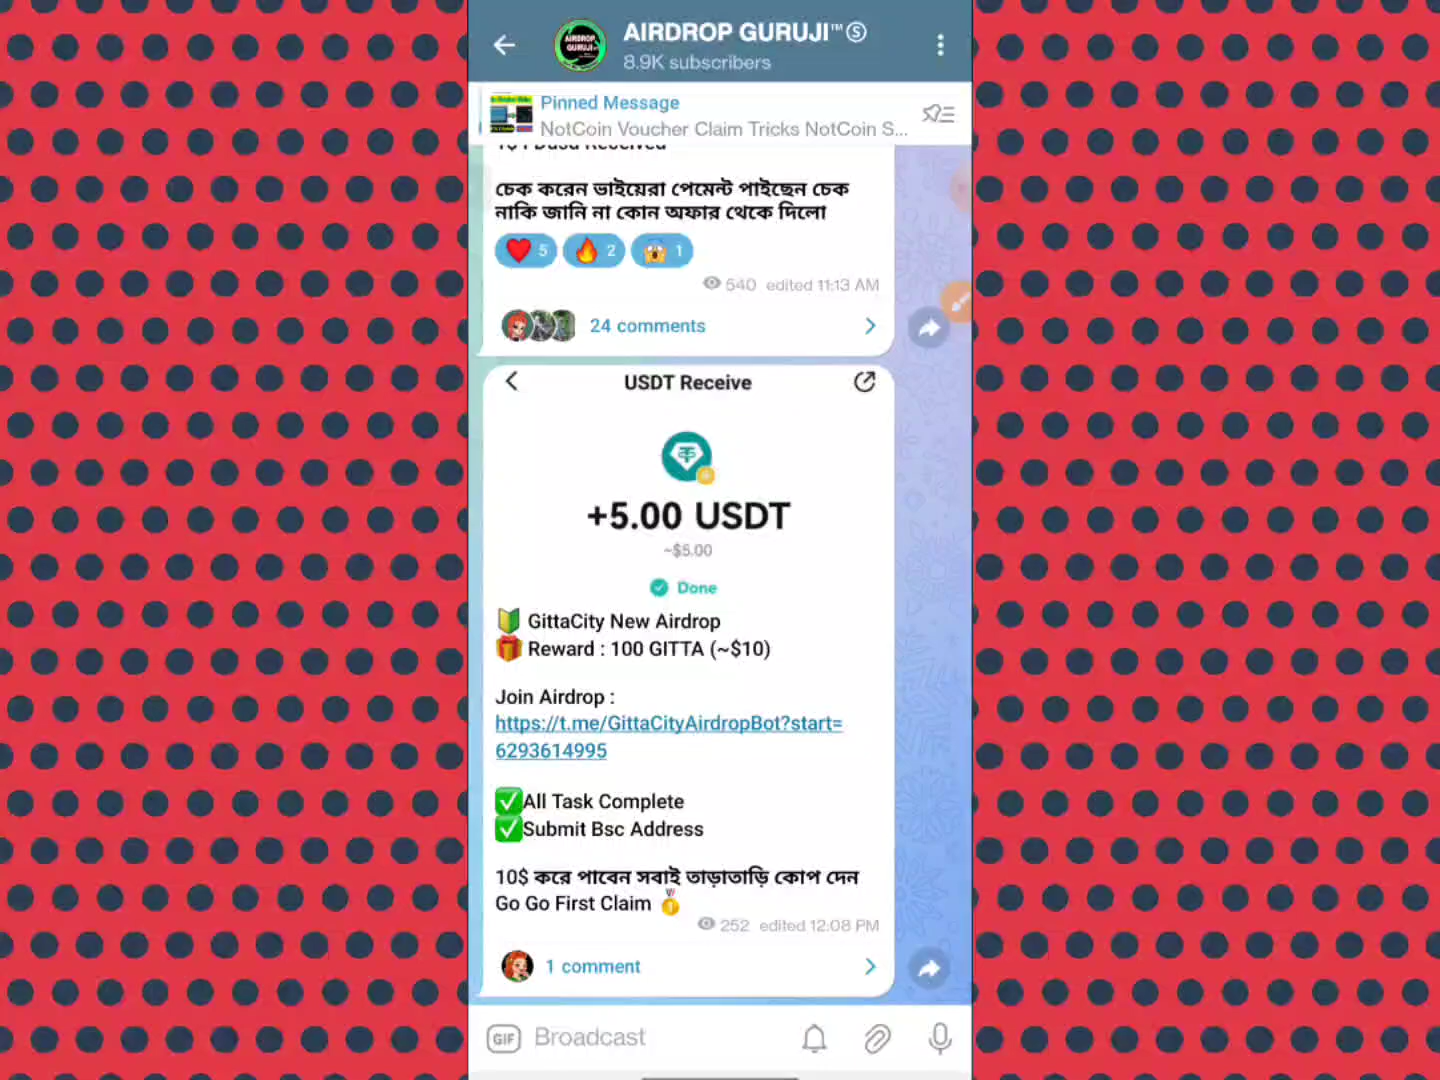 AIRDROP GURUJI™Ⓢ
8.9K subscribers
AIRDROP
GURUJI
Pinned Message
NotCoin Voucher Claim Tricks NotCoin S...
চেক করেন ভাইয়েরা পেমেন্ট পাইছেন চেক
নাকি জানি না কোন অফার থেকে দিলো
❤️ 5 🔥 2 😱 1
540 edited 11:13 AM
24 comments
USDT Receive
+5.00 USDT
~$5.00
Done
🔰 GittaCity New Airdrop
🎁 Reward : 100 GITTA (~$10)
Join Airdrop :
https://t.me/GittaCityAirdropBot?start=
6293614995
✅All Task Complete
✅Submit Bsc Address
10$ করে পাবেন সবাই তাড়াতাড়ি কোপ দেন
Go Go First Claim 🥇
252 edited 12:08 PM
1 comment
GIF Broadcast